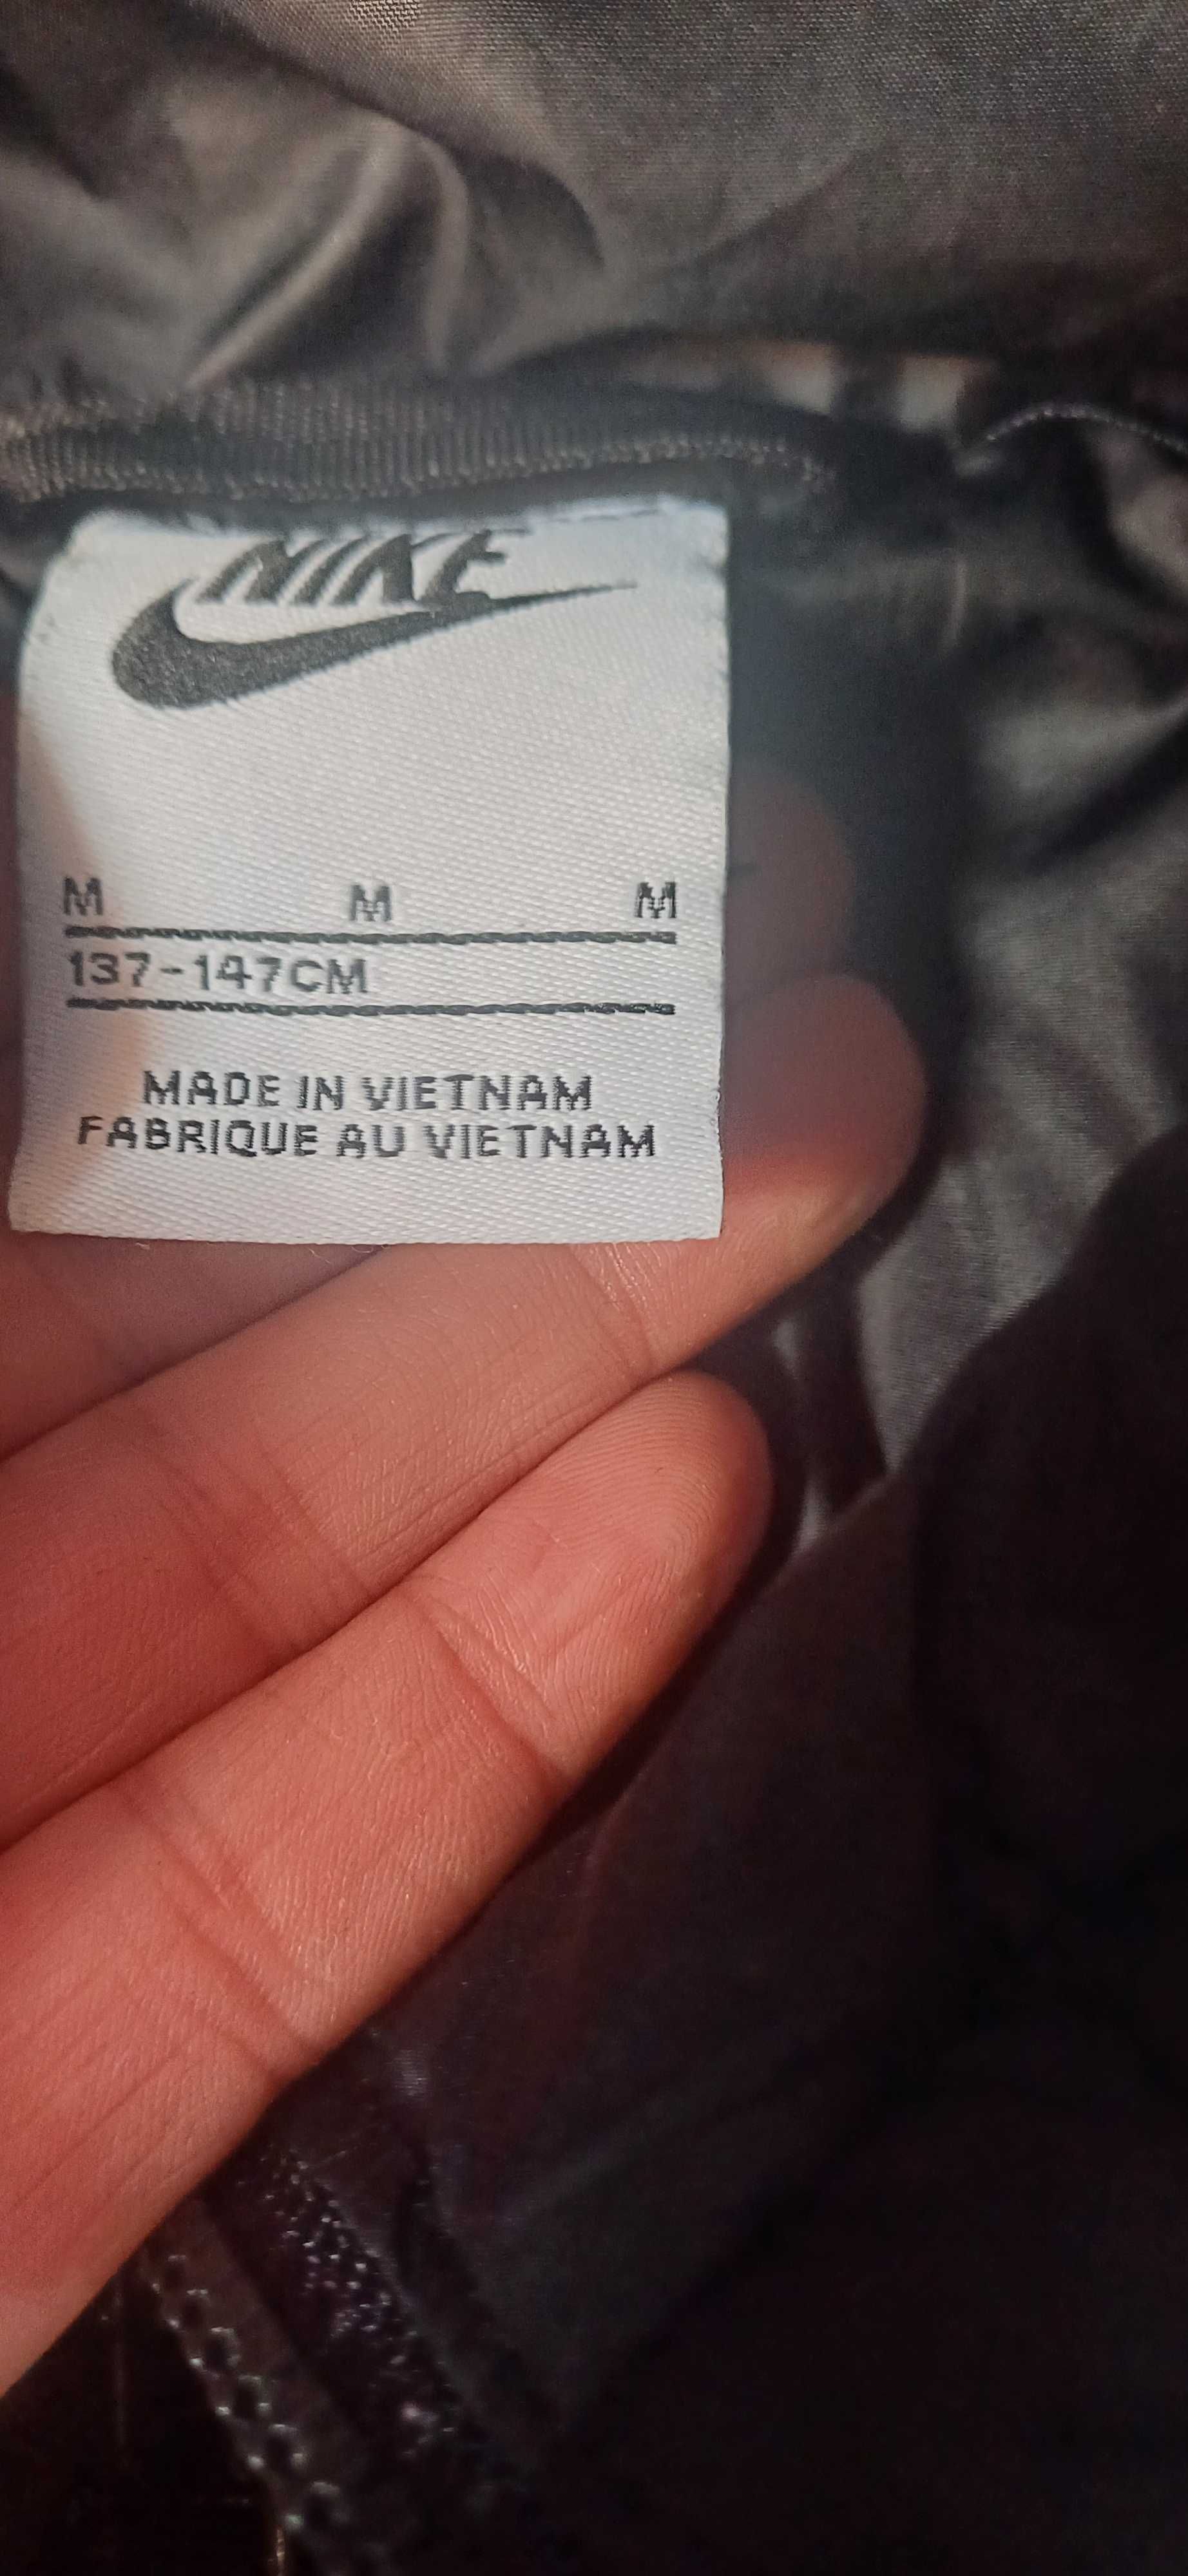 NIKE
M M M
137-147CM
MADE IN VIETNAM
FABRIQUE AU VIETNAM